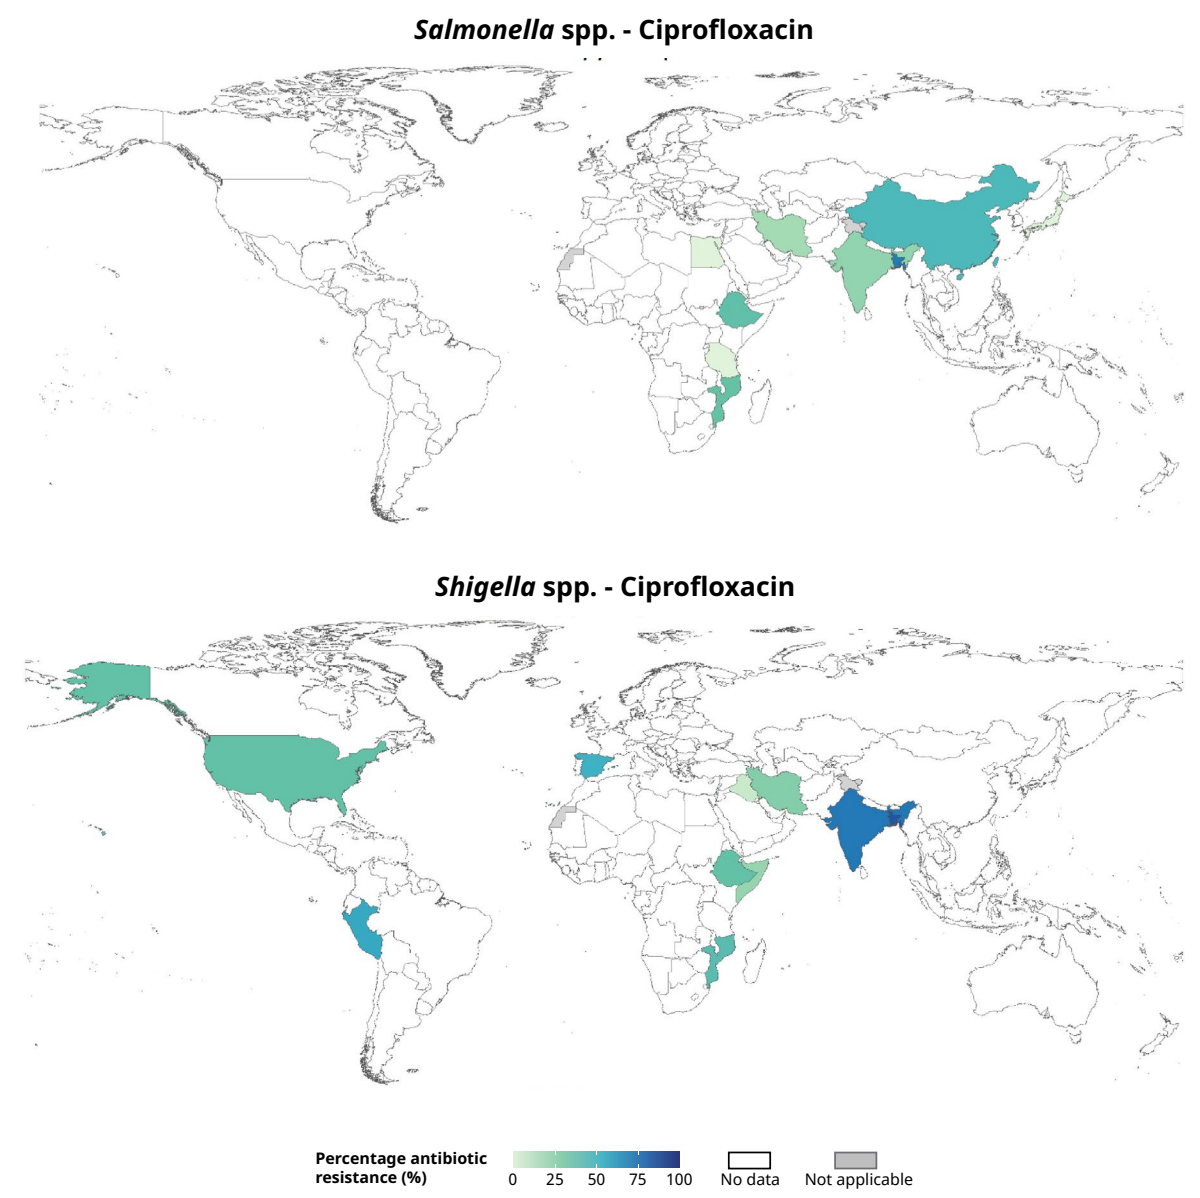 Salmonella spp. - Ciprofloxacin
Shigella spp. - Ciprofloxacin
Percentage antibiotic
resistance (%)
0 25 50 75 100
No data
Not applicable